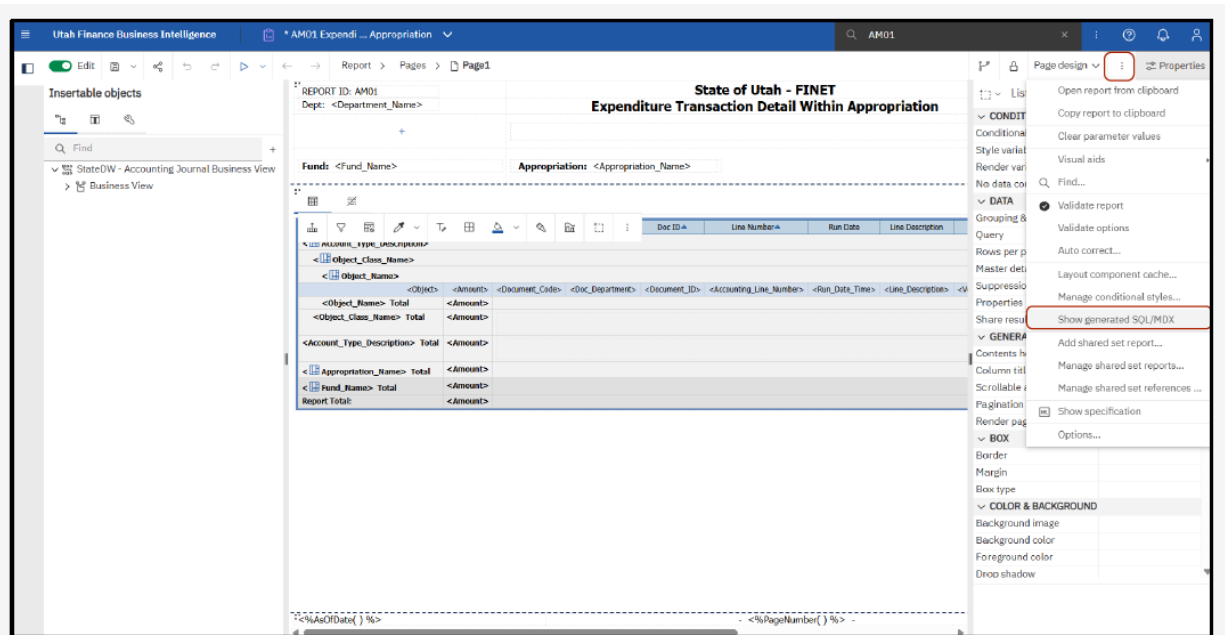 Utah Finance Business Intelligence
* AM01 Expendi ... Appropriation
AM01
Edit
Report > Pages > Page1
Page design
Properties
Insertable objects
Find
StateDW - Accounting Journal Business View
Business View
REPORT ID: AM01
Dept: <Department_Name>
State of Utah - FINET
Expenditure Transaction Detail Within Appropriation
Fund: <Fund_Name>
Appropriation: <Appropriation_Name>
Doc ID
Line Number
Run Date
Line Description
<Account_Type_Description>
<Object_Class_Name>
<Object_Name>
<Object> <Amount> <Document_Code> <Doc_Department> <Document_ID> <Accounting_Line_Number> <Run_Date_Time> <Line_Description>
<Object_Name> Total <Amount>
<Object_Class_Name> Total <Amount>
<Account_Type_Description> Total <Amount>
<Appropriation_Name> Total <Amount>
<Fund_Name> Total <Amount>
Report Total: <Amount>
<%AsOfDate( ) %>
- <%PageNumber( ) %> -
Lis
CONDIT
Conditional
Style variab
Render var
No data co
DATA
Grouping &
Query
Rows per p
Master deta
Suppressio
Properties
Share resu
GENERA
Contents h
Column titl
Scrollable a
Pagination
Render pag
BOX
Border
Margin
Box type
COLOR & BACKGROUND
Background image
Background color
Foreground color
Drop shadow
Open report from clipboard
Copy report to clipboard
Clear parameter values
Visual aids
Find...
Validate report
Validate options
Auto correct...
Layout component cache...
Manage conditional styles...
Show generated SQL/MDX
Add shared set report...
Manage shared set reports...
Manage shared set references ...
Show specification
Options...